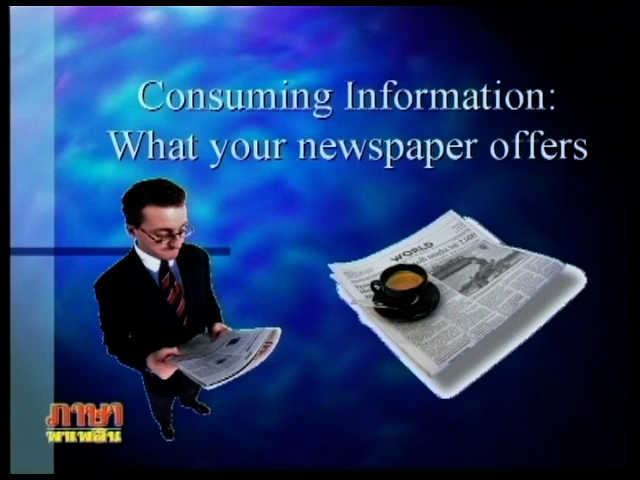 Consuming Information:
What your newspaper offers
WORLD
ภาษา
พาเพลิน